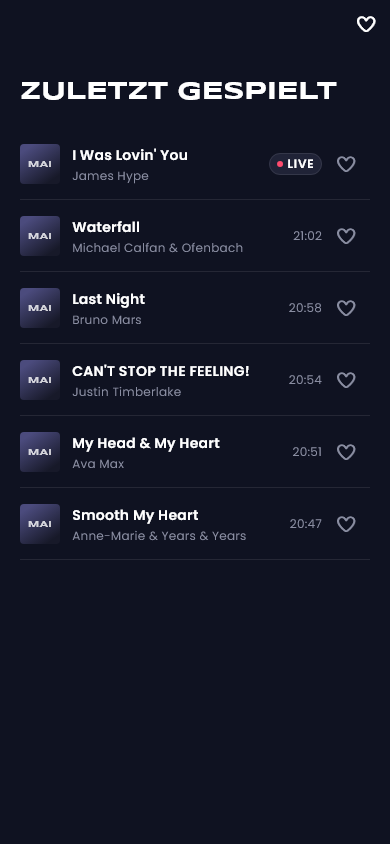 ZULETZT GESPIELT
MAI
I Was Lovin' You
James Hype
LIVE
MAI
Waterfall
Michael Calfan & Ofenbach
21:02
MAI
Last Night
Bruno Mars
20:58
MAI
CAN'T STOP THE FEELING!
Justin Timberlake
20:54
MAI
My Head & My Heart
Ava Max
20:51
MAI
Smooth My Heart
Anne-Marie & Years & Years
20:47